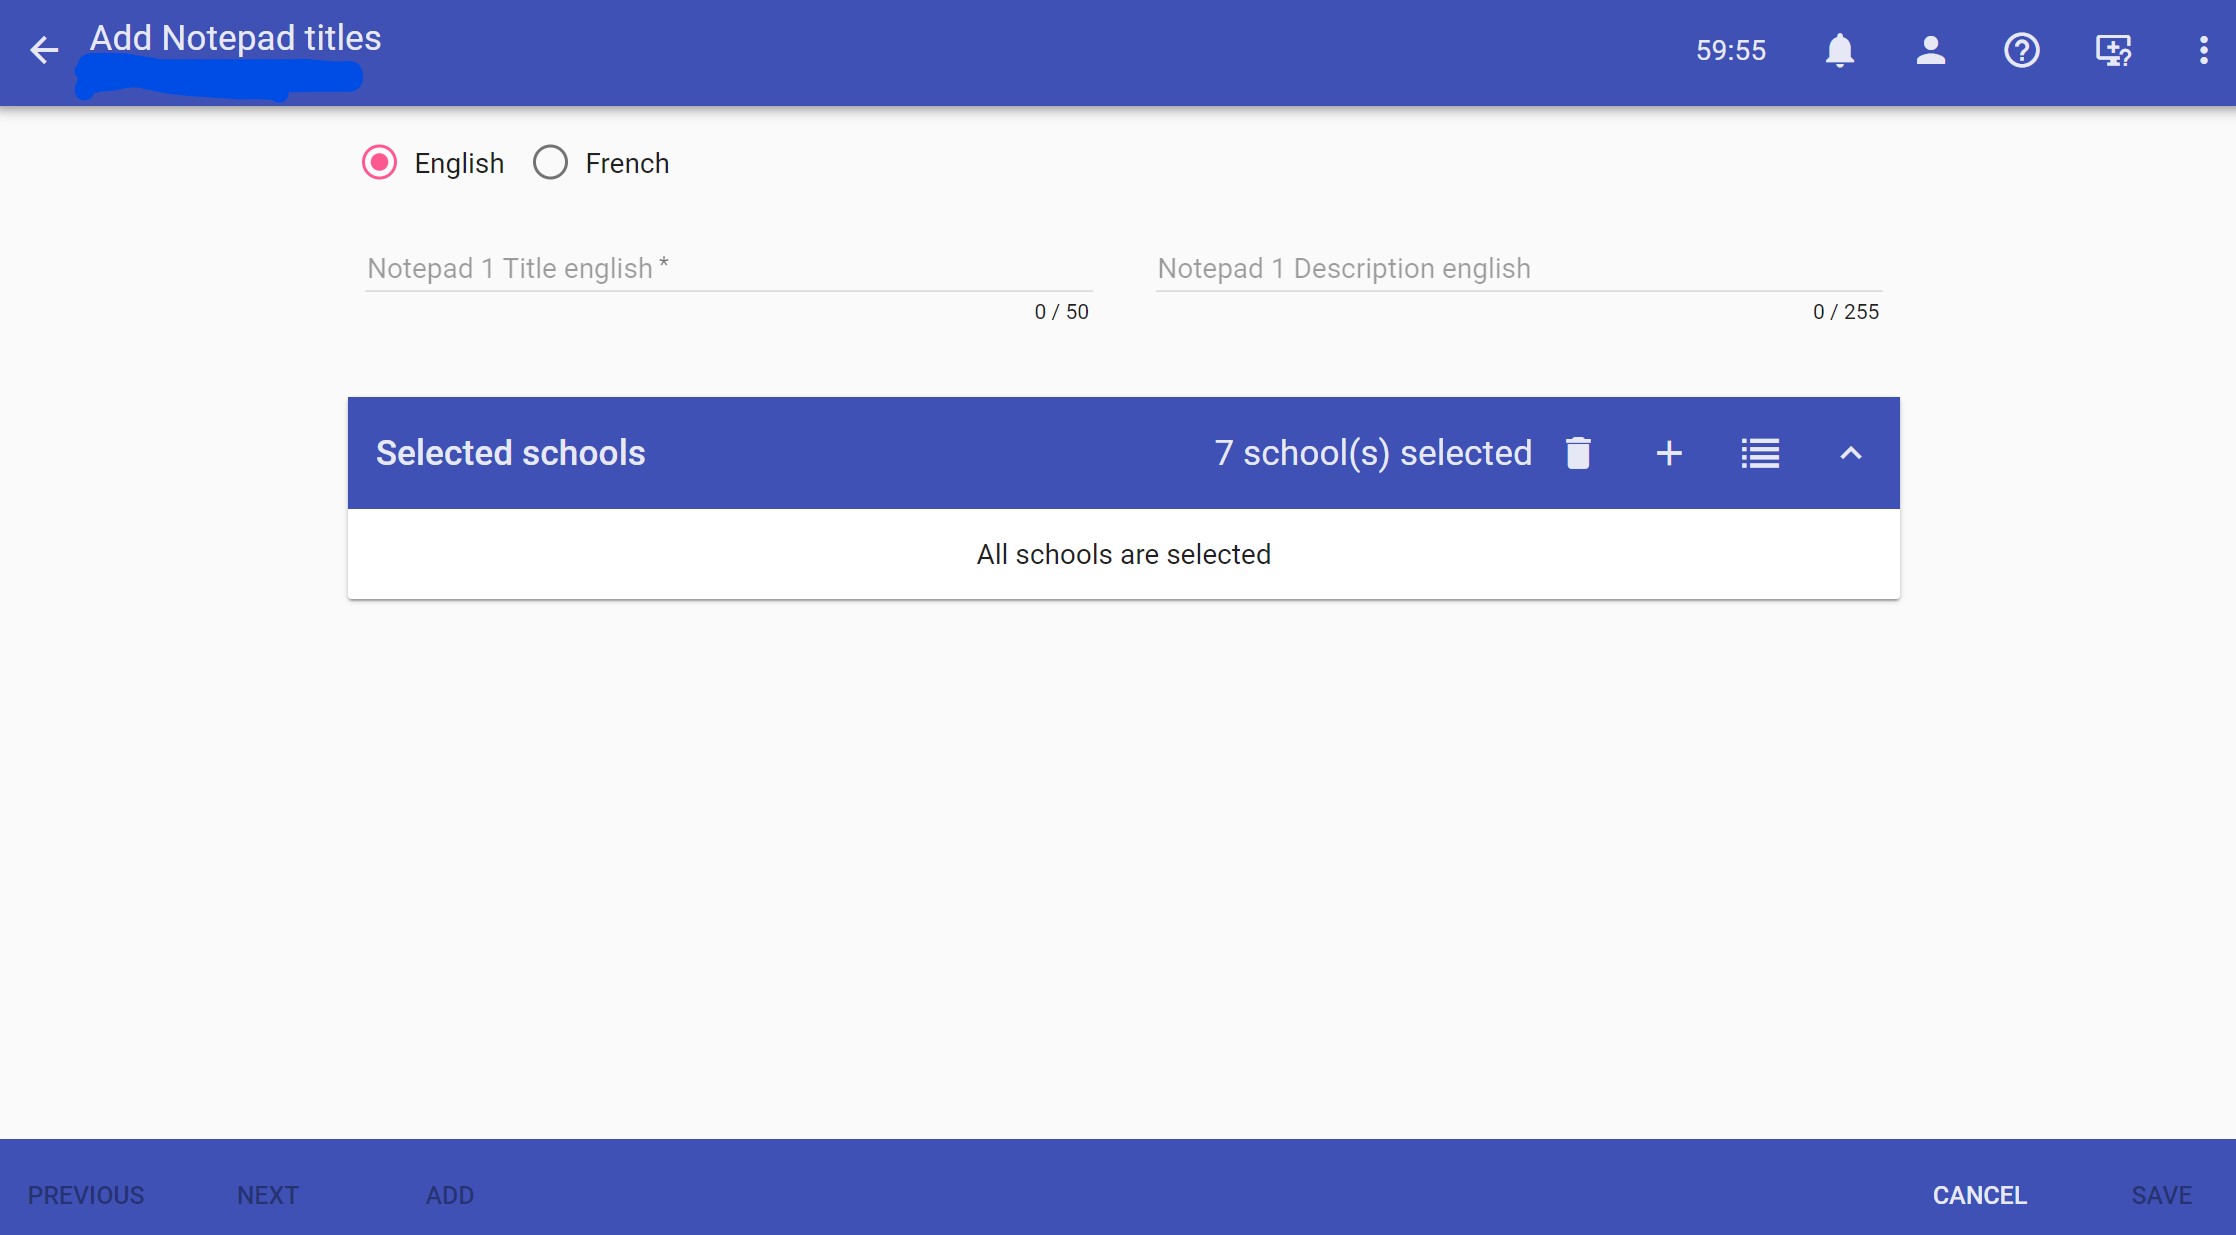 Add Notepad titles
59:55
English French
Notepad 1 Title english * Notepad 1 Description english
0 / 50 0 / 255
Selected schools 7 school(s) selected
All schools are selected
PREVIOUS NEXT ADD CANCEL SAVE